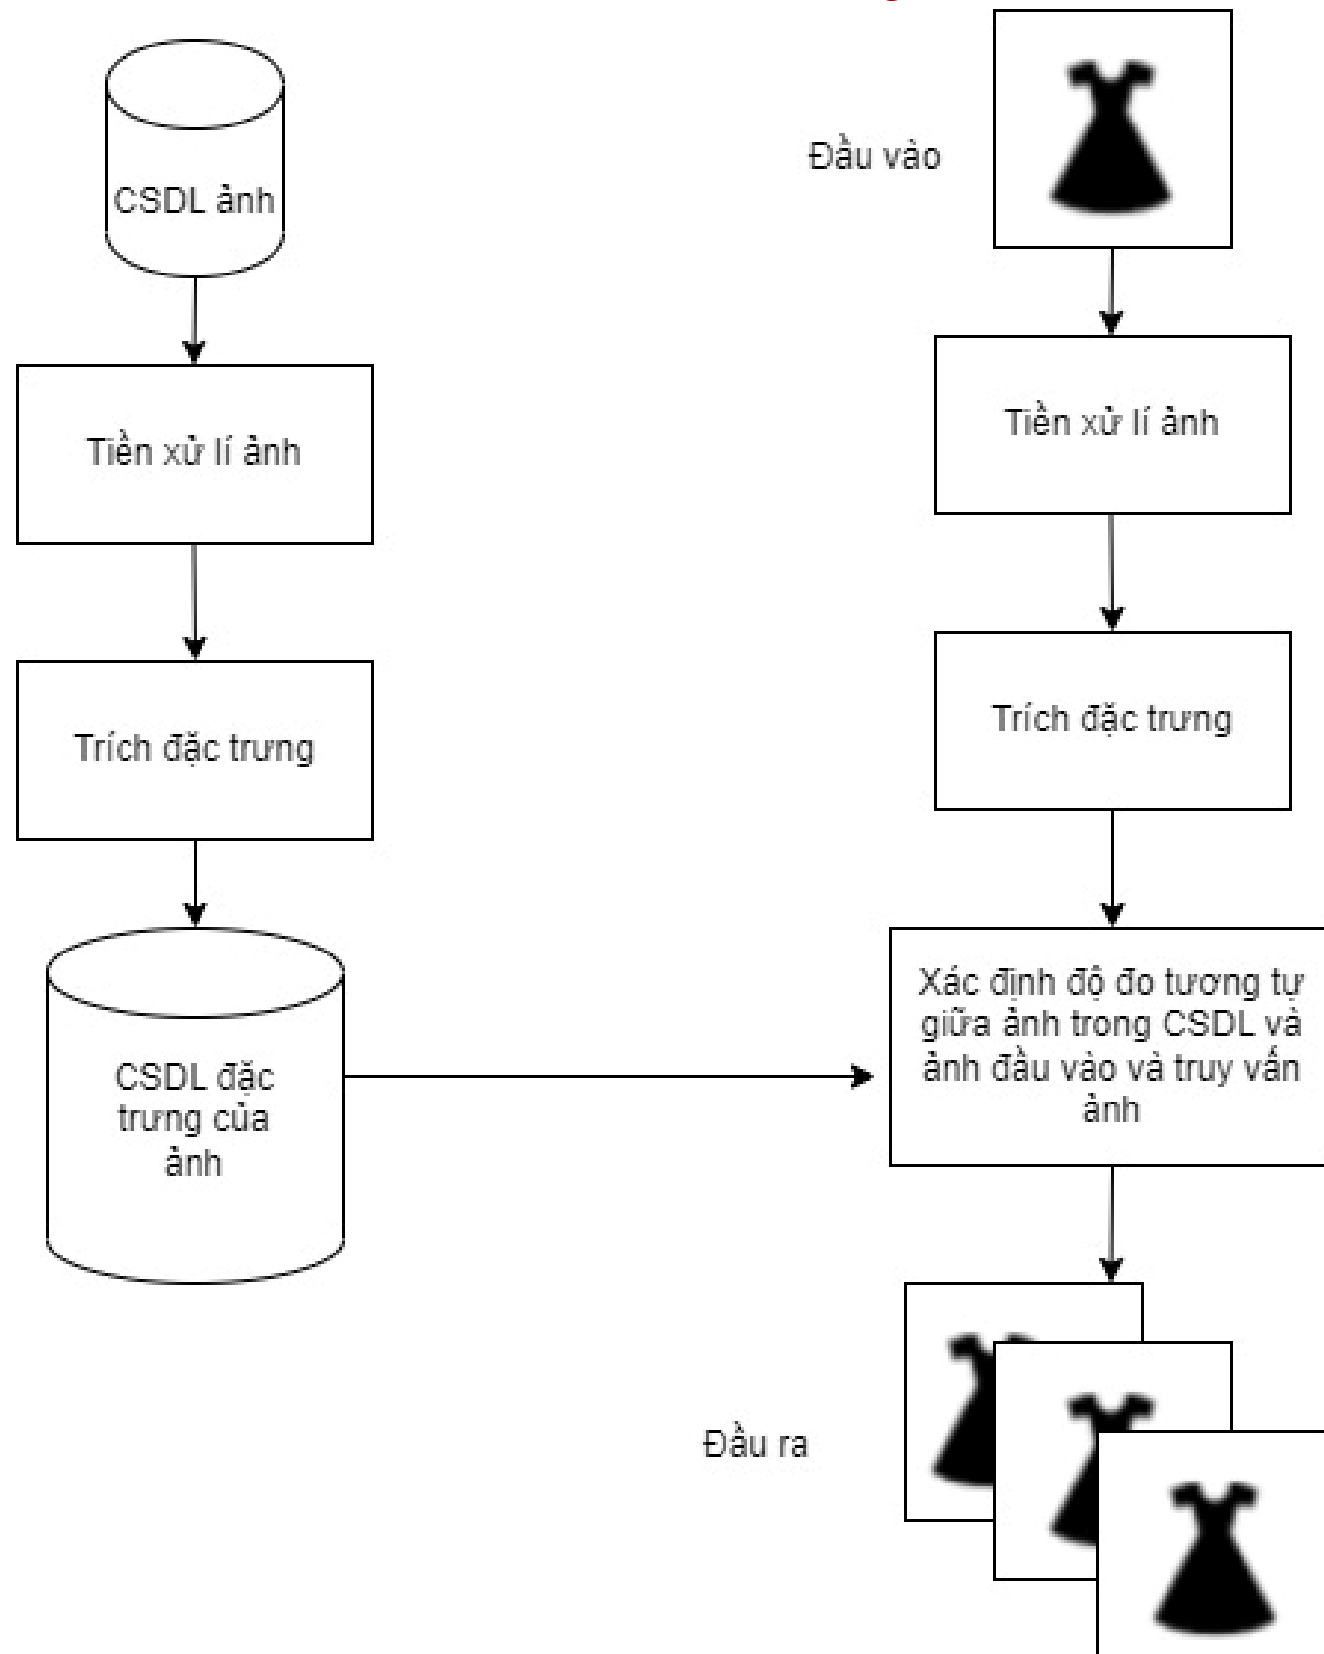 CSDL ảnh
Tiền xử lí ảnh
Trích đặc trưng
CSDL đặc
trưng của
ảnh
Đầu vào
Tiền xử lí ảnh
Trích đặc trưng
Xác định độ đo tương tự
giữa ảnh trong CSDL và
ảnh đầu vào và truy vấn
ảnh
Đầu ra